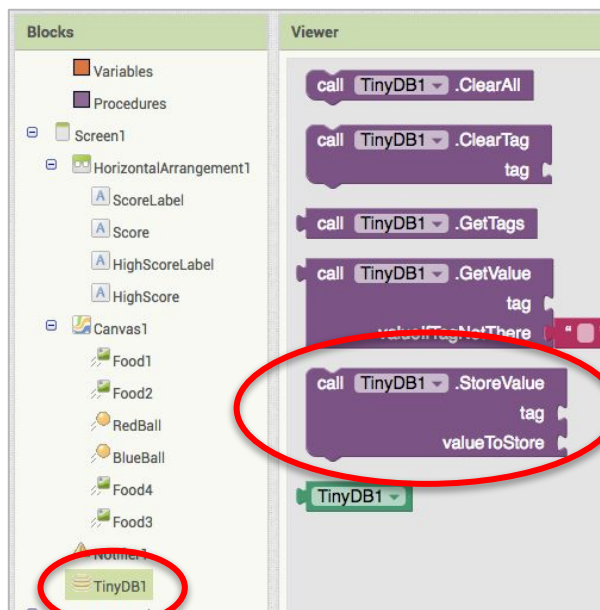 Blocks
Variables
Procedures
Screen1
HorizontalArrangement1
ScoreLabel
Score
HighScoreLabel
HighScore
Canvas1
Food1
Food2
RedBall
BlueBall
Food4
Food3
Notifier1
TinyDB1
Viewer
call TinyDB1 .ClearAll
call TinyDB1 .ClearTag
tag
call TinyDB1 .GetTags
call TinyDB1 .GetValue
tag
valueIfTagNotThere "
call TinyDB1 .StoreValue
tag
valueToStore
TinyDB1